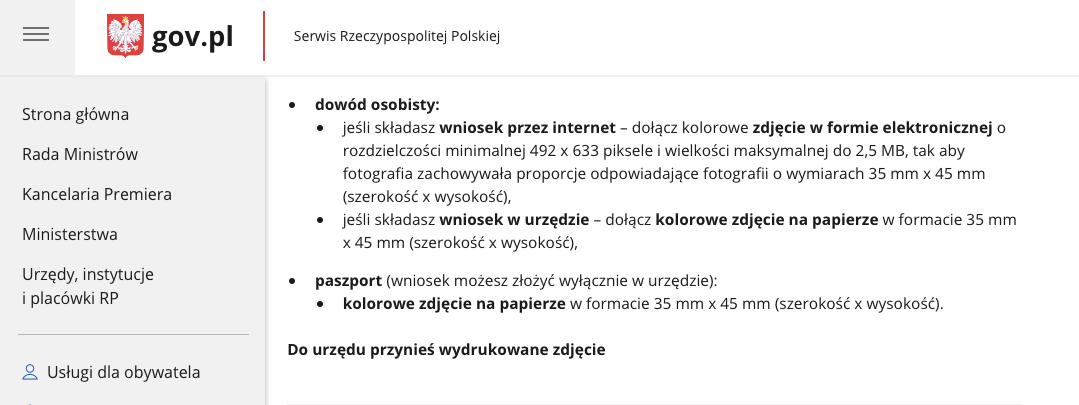 gov.pl
Serwis Rzeczypospolitej Polskiej
Strona główna
Rada Ministrów
Kancelaria Premiera
Ministerstwa
Urzędy, instytucje
i placówki RP
Usługi dla obywatela
• dowód osobisty:
• jeśli składasz wniosek przez internet – dołącz kolorowe zdjęcie w formie elektronicznej o
rozdzielczości minimalnej 492 x 633 piksele i wielkości maksymalnej do 2,5 MB, tak aby
fotografia zachowywała proporcje odpowiadające fotografii o wymiarach 35 mm x 45 mm
(szerokość x wysokość),
• jeśli składasz wniosek w urzędzie – dołącz kolorowe zdjęcie na papierze w formacie 35 mm
x 45 mm (szerokość x wysokość),
• paszport (wniosek możesz złożyć wyłącznie w urzędzie):
• kolorowe zdjęcie na papierze w formacie 35 mm x 45 mm (szerokość x wysokość).
Do urzędu przynieś wydrukowane zdjęcie